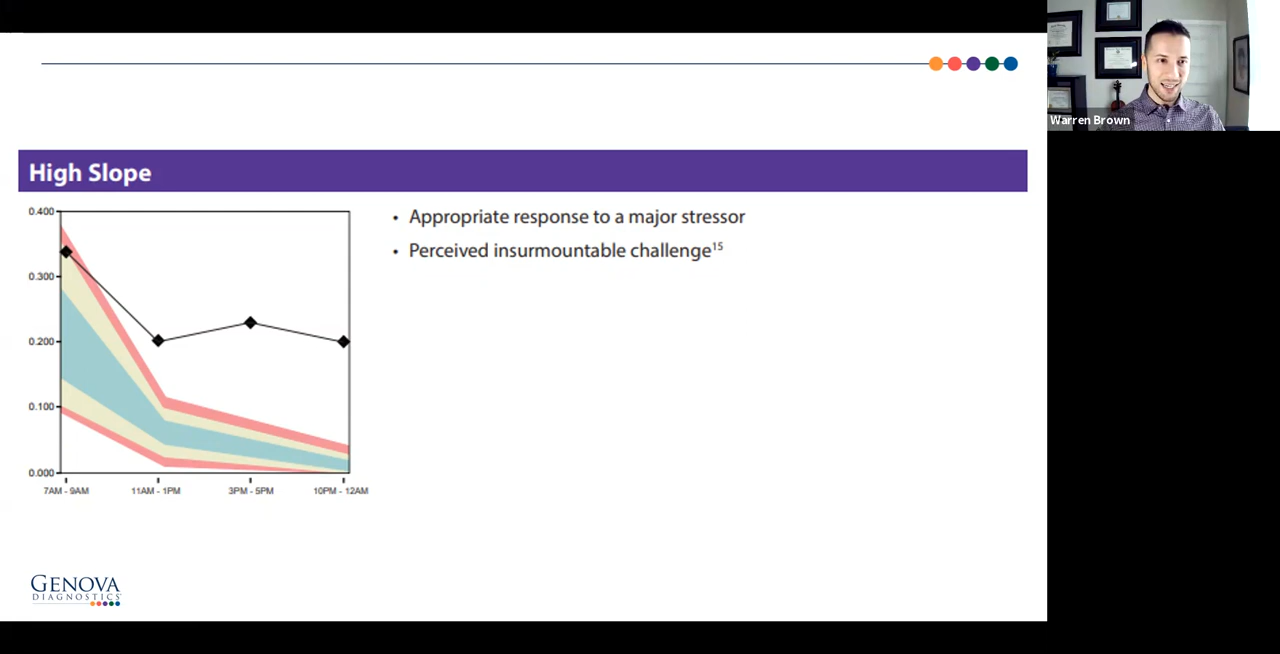 Warren Brown
High Slope
• Appropriate response to a major stressor
• Perceived insurmountable challenge15
0.400
0.300
0.200
0.100
0.000
7AM - 9AM 11AM - 1PM 3PM - 5PM 10PM - 12AM
GENOVA
DIAGNOSTICS